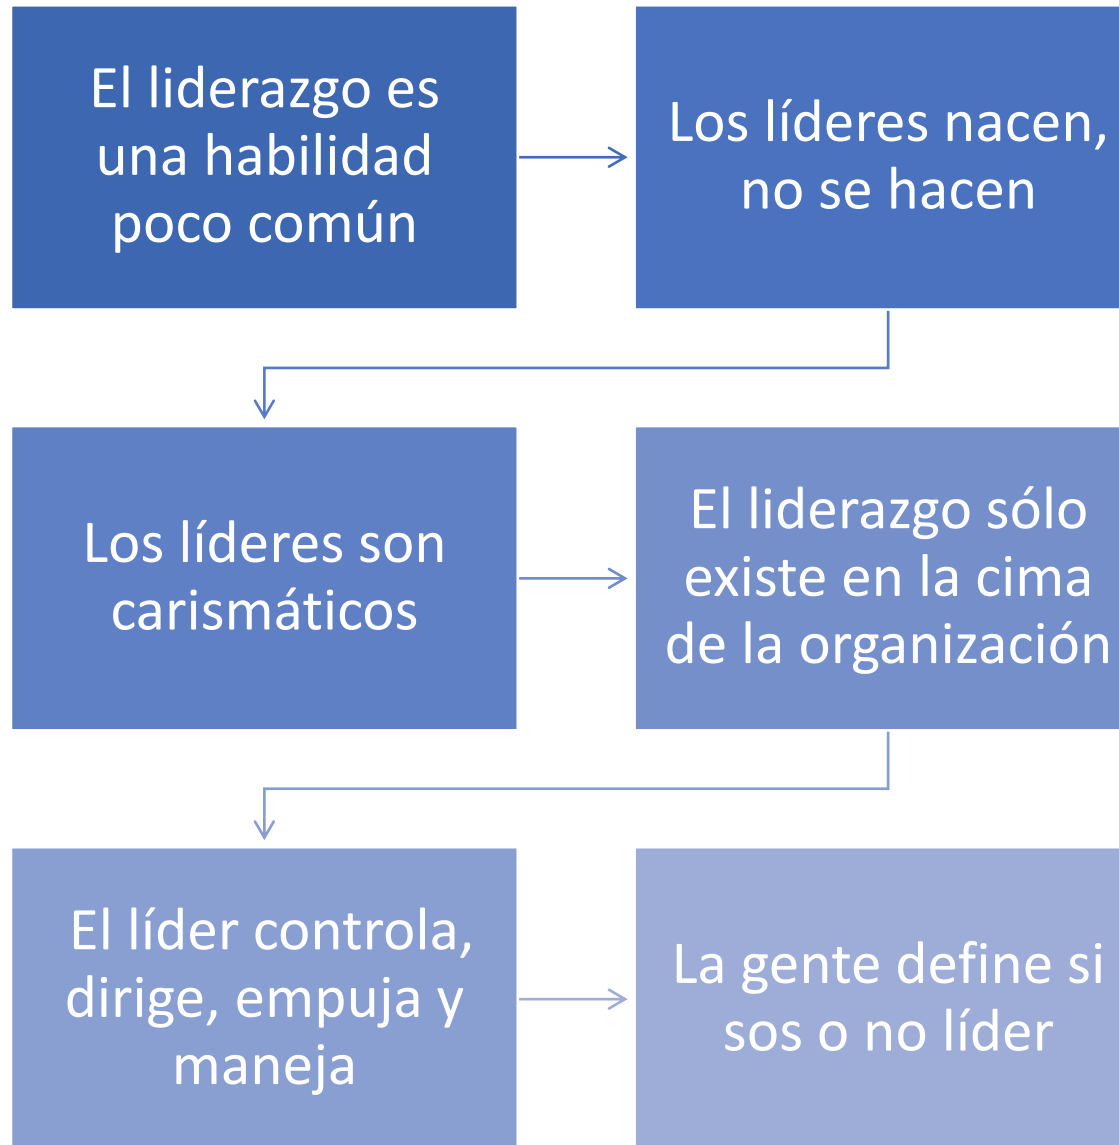 El liderazgo es
una habilidad
poco común
Los líderes nacen,
no se hacen
Los líderes son
carismáticos
El liderazgo sólo
existe en la cima
de la organización
El líder controla,
dirige, empuja y
maneja
La gente define si
sos o no líder